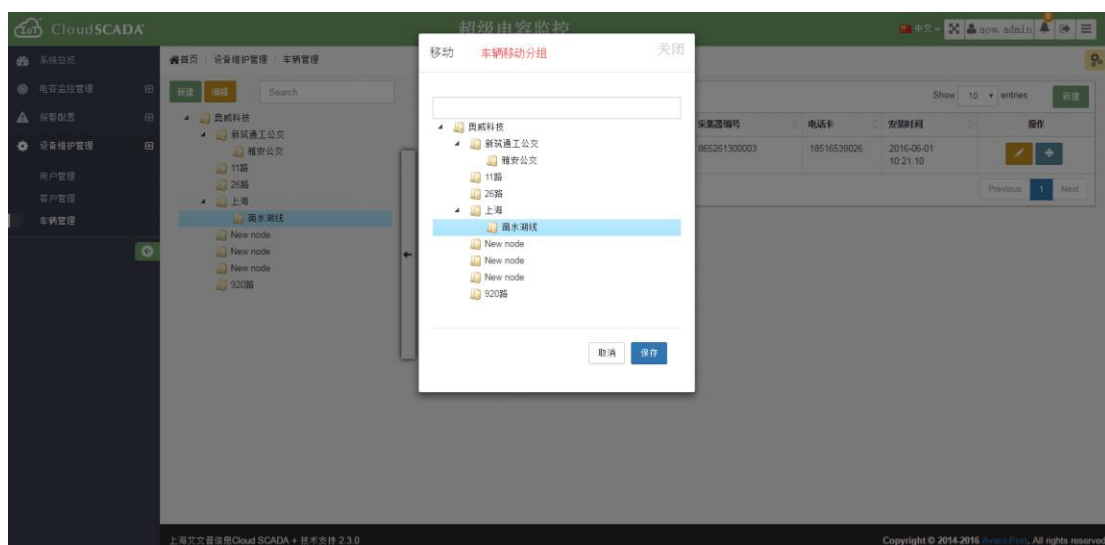 CloudSCADA
超级电容监控
中文
aow. admin
系统总览
电容监控管理
报警配置
设备维护管理
用户管理
客户管理
车辆管理
首页 / 设备维护管理 / 车辆管理
新建
编辑
Search
奥威科技
新筑通工公交
雅安公交
11路
26路
上海
滴水湖线
New node
New node
New node
920路
移动
车辆移动分组
关闭
奥威科技
新筑通工公交
雅安公交
11路
26路
上海
滴水湖线
New node
New node
New node
920路
取消
保存
Show 10 entries
新建
采集器编号
电话卡
安装时间
操作
865261300003
18516539026
2016-06-01
10:21:10
Previous 1 Next
上海艾文普信息Cloud SCADA + 技术支持 2.3.0
Copyright © 2014-2016 Avant-Port. All rights reserved